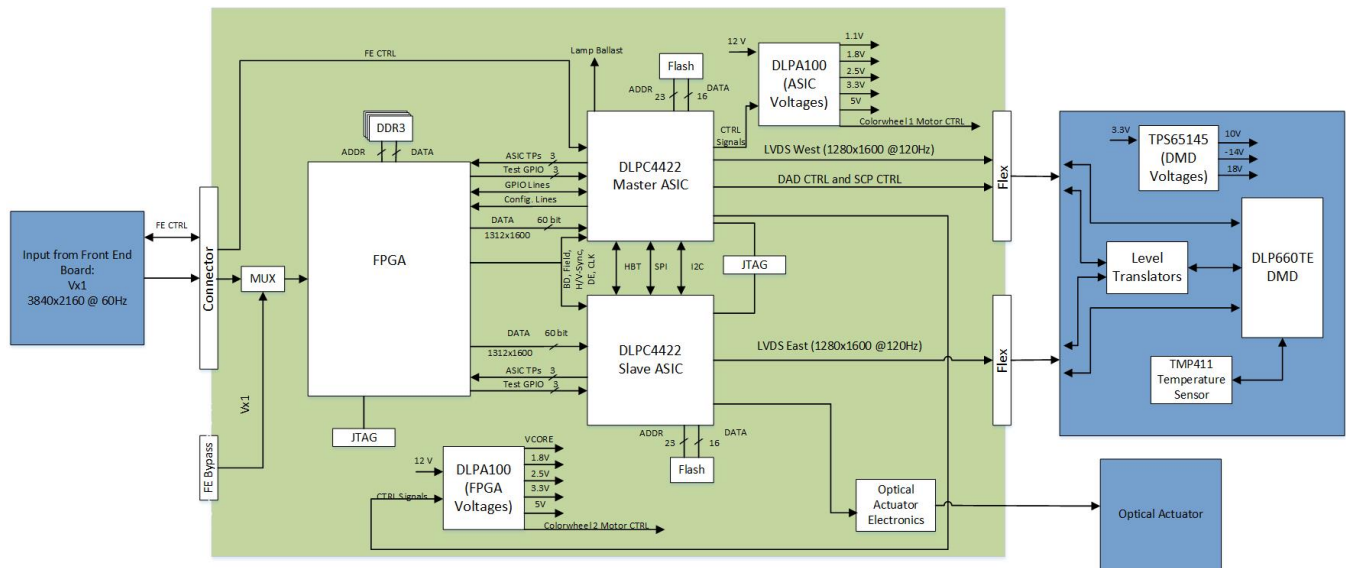 Input from Front End
Board:
Vx1
3840x2160 @ 60Hz
FE CTRL
Connector
FE Bypass
MUX
Vx1
FE CTRL
DDR3
ADDR
DATA
FPGA
JTAG
ASIC TPs 3
Test GPIO 3
GPIO Lines
Config. Lines
DATA 60 bit
1312x1600
BD, Field,
H/V-Sync,
DE, CLK
DATA 60 bit
1312x1600
ASIC TPs 3
Test GPIO 3
Lamp Ballast
Flash
ADDR DATA
23 16
DLPC4422
Master ASIC
HBT
SPI
I2C
JTAG
DLPC4422
Slave ASIC
ADDR DATA
23 16
Flash
CTRL
Signals
12 V
DLPA100
(ASIC
Voltages)
1.1V
1.8V
2.5V
3.3V
5V
Colorwheel 1 Motor CTRL
LVDS West (1280x1600 @120Hz)
DAD CTRL and SCP CTRL
LVDS East (1280x1600 @120Hz)
Flex
Flex
12 V
CTRL Signals
DLPA100
(FPGA
Voltages)
VCORE
1.8V
2.5V
3.3V
5V
Colorwheel 2 Motor CTRL
Optical
Actuator
Electronics
3.3V
TPS65145
(DMD
Voltages)
10V
-14V
18V
Level
Translators
DLP660TE
DMD
TMP411
Temperature
Sensor
Optical Actuator